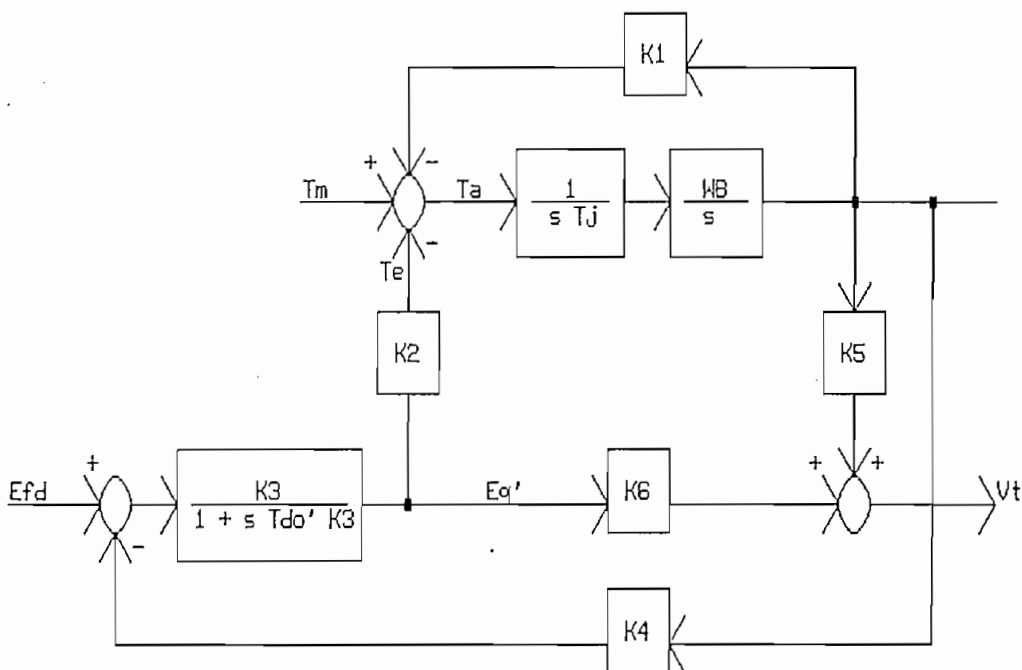 K1
+
-
Tm
Ta
1
s Tj
WB
s
-
Te
K2
K5
+
+
+
Efd
K3
1 + s Tdo' K3
Eq'
K6
Vt
-
K4